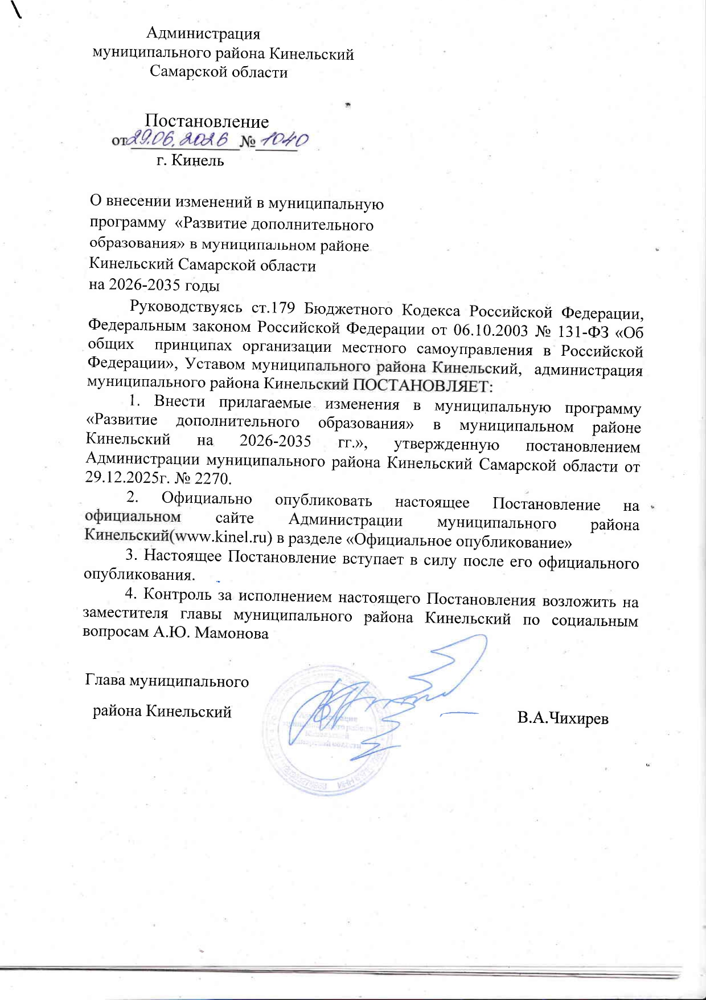 Администрация
муниципального района Кинельский
Самарской области
Постановление
от 29.06.2026 № 1040
г. Кинель
О внесении изменений в муниципальную
программу «Развитие дополнительного
образования» в муниципальном районе
Кинельский Самарской области
на 2026-2035 годы
Руководствуясь ст.179 Бюджетного Кодекса Российской Федерации,
Федеральным законом Российской Федерации от 06.10.2003 № 131-ФЗ «Об
общих принципах организации местного самоуправления в Российской
Федерации», Уставом муниципального района Кинельский, администрация
муниципального района Кинельский ПОСТАНОВЛЯЕТ:
1. Внести прилагаемые изменения в муниципальную программу
«Развитие дополнительного образования» в муниципальном районе
Кинельский на 2026-2035 гг.», утвержденную постановлением
Администрации муниципального района Кинельский Самарской области от
29.12.2025г. № 2270.
2. Официально опубликовать настоящее Постановление на
официальном сайте Администрации муниципального района
Кинельский(www.kinel.ru) в разделе «Официальное опубликование»
3. Настоящее Постановление вступает в силу после его официального
опубликования.
4. Контроль за исполнением настоящего Постановления возложить на
заместителя главы муниципального района Кинельский по социальным
вопросам А.Ю. Мамонова
Глава муниципального
района Кинельский
В.А.Чихирев
Администрация
муниципального района
Кинельский
Самарской области
ИНН